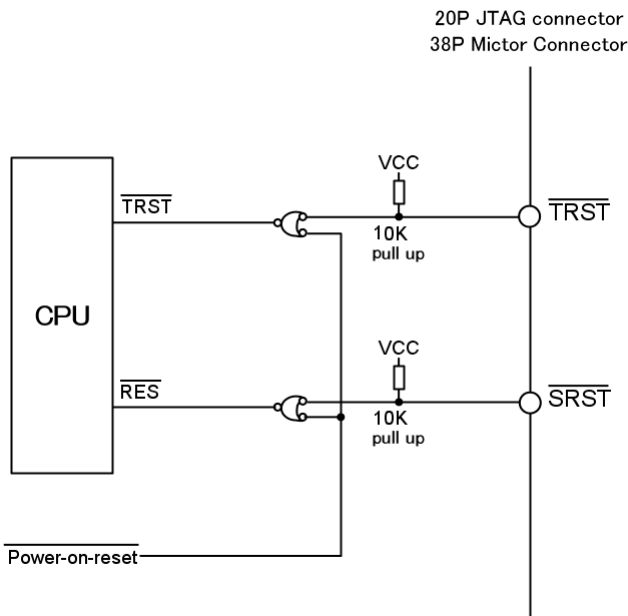 20P JTAG connector
38P Mictor Connector
VCC
TRST
TRST
10K
pull up
CPU
VCC
RES
SRST
10K
pull up
Power-on-reset